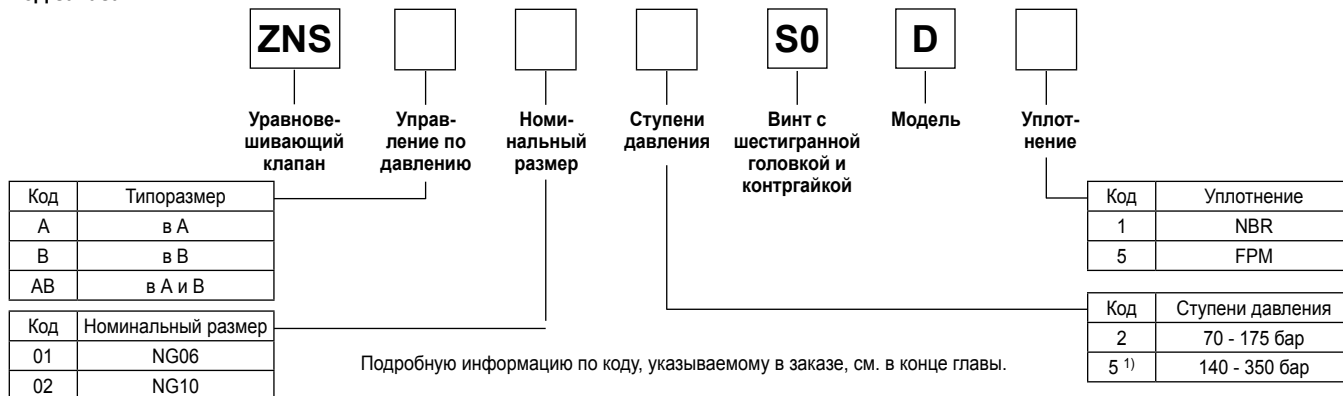 ZNS S0 D
Уравнове-
шивающий
клапан
Управ-
ление по
давлению
Номи-
нальный
размер
Ступени
давления
Винт с
шестигранной
головкой и
контргайкой
Модель
Уплот-
нение
Код Типоразмер
A в A
B в B
AB в A и B
Код Номинальный размер
01 NG06
02 NG10
Подробную информацию по коду, указываемому в заказе, см. в конце главы.
Код Уплотнение
1 NBR
5 FPM
Код Ступени давления
2 70 - 175 бар
5 1) 140 - 350 бар